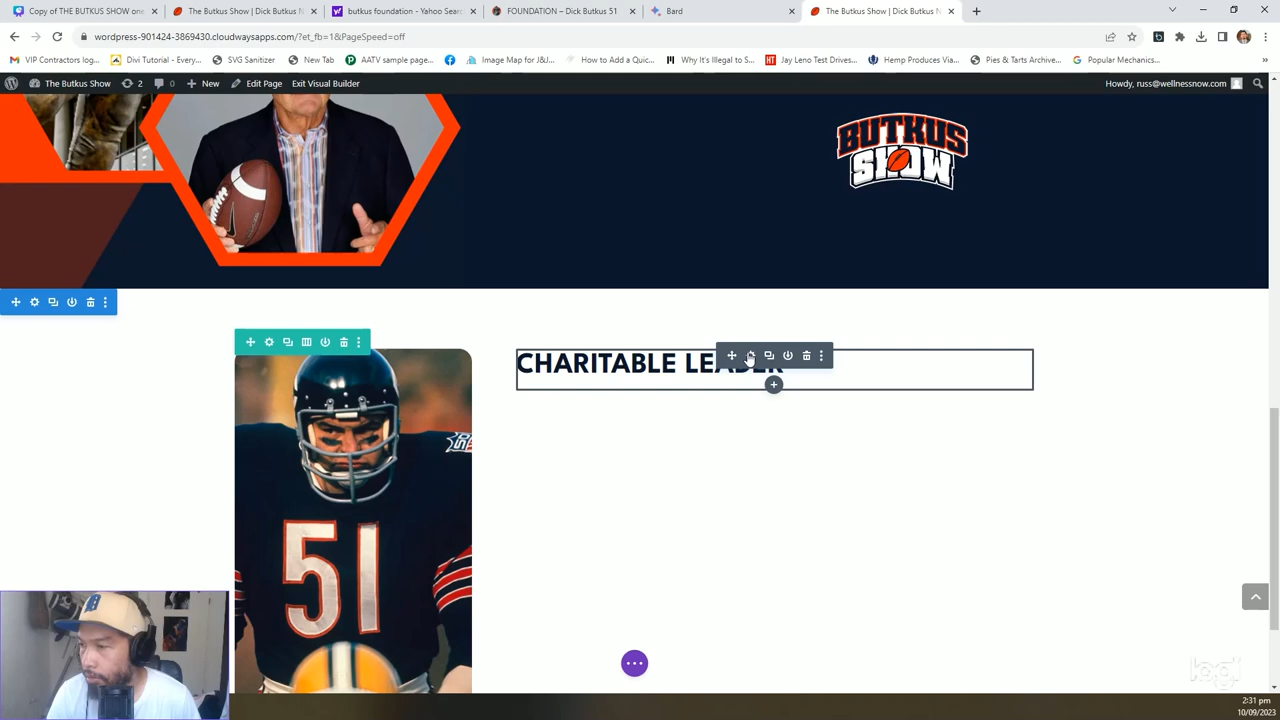 Copy of THE BUTKUS SHOW one
The Butkus Show | Dick Butkus N
butkus foundation - Yahoo Sear
FOUNDATION – Dick Butkus 51
Bard
The Butkus Show | Dick Butkus N
wordpress-901424-3869430.cloudwaysapps.com/?et_fb=1&PageSpeed=off
VIP Contractors log...
Divi Tutorial - Every...
SVG Sanitizer
New Tab
AATV sample page...
Image Map for J&J...
How to Add a Quic...
Why It's Illegal to S...
Jay Leno Test Drives...
Hemp Produces Via...
Pies & Tarts Archive...
Popular Mechanics...
The Butkus Show
2
0
New
Edit Page
Exit Visual Builder
Howdy, russ@wellnessnow.com
BUTKUS
SHOW
CHARITABLE LEADER
51
logi
2:31 pm
10/09/2023